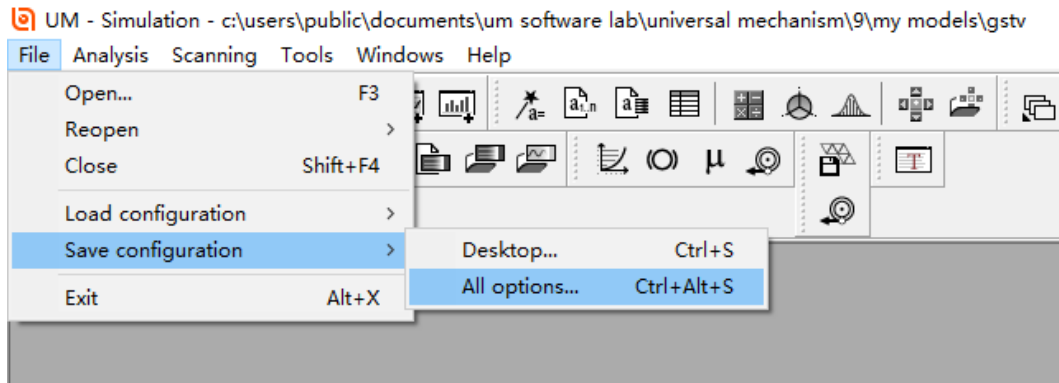 UM - Simulation - c:\users\public\documents\um software lab\universal mechanism\9\my models\gstv
File Analysis Scanning Tools Windows Help
Open... F3
Reopen >
Close Shift+F4
Load configuration >
Save configuration >
Desktop... Ctrl+S
All options... Ctrl+Alt+S
Exit Alt+X
a=
μ
T